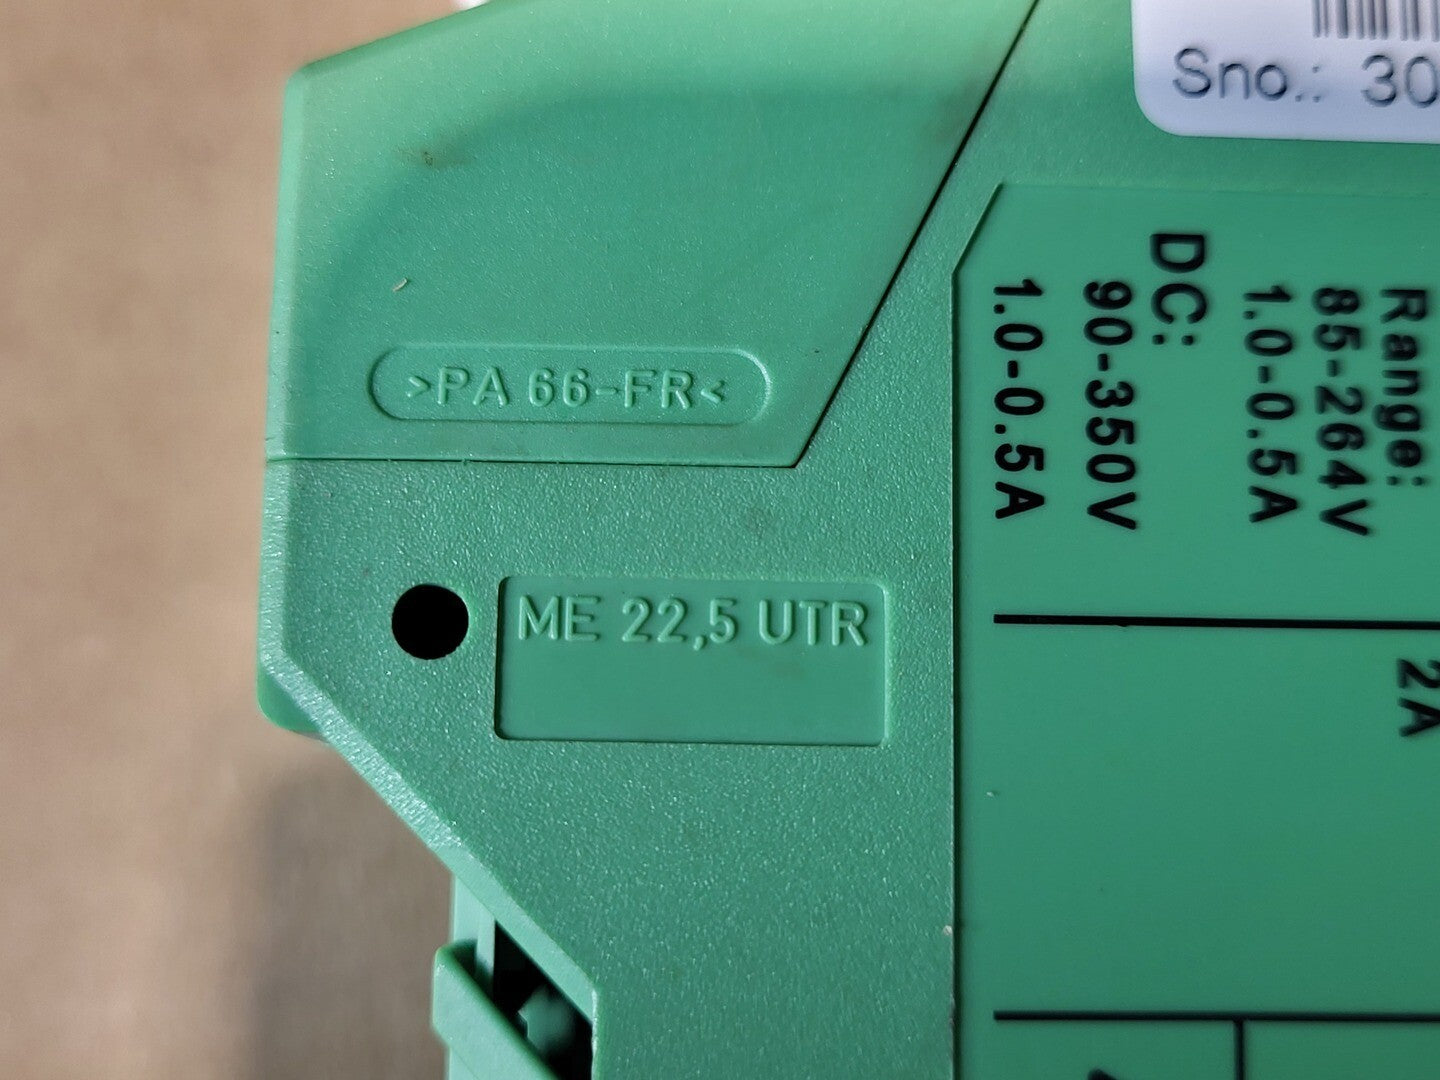 Sno.: 30
>PA 66-FR<
ME 22,5 UTR
Range:
85-264V
1.0-0.5A
DC:
90-350V
1.0-0.5A
2A